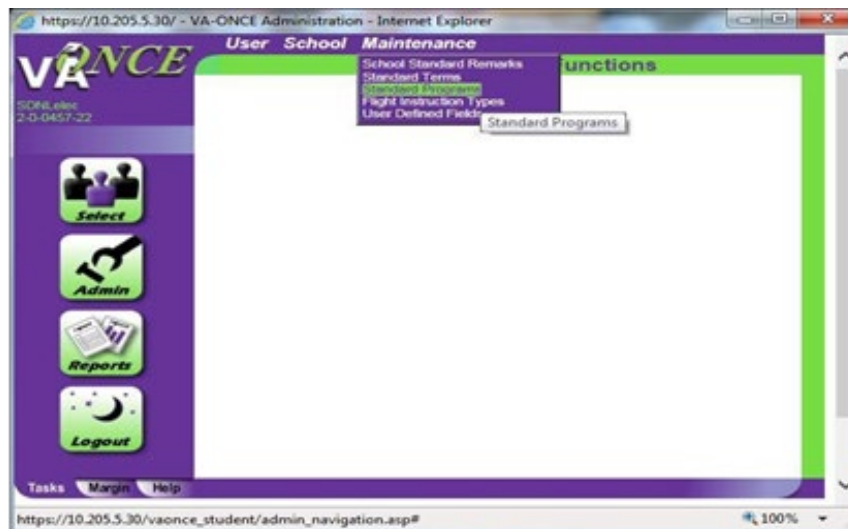 https://10.205.5.30/ - VA-ONCE Administration - Internet Explorer
User School Maintenance
VA ONCE
School Standard Remarks
unctions
Standard Terms
Standard Programs
Flight Instruction Types
User Defined Fields
Standard Programs
SDNLelec
2-0-0457-22
Select
Admin
Reports
Logout
Tasks Margin Help
https://10.205.5.30/vaonce_student/admin_navigation.asp#
100%